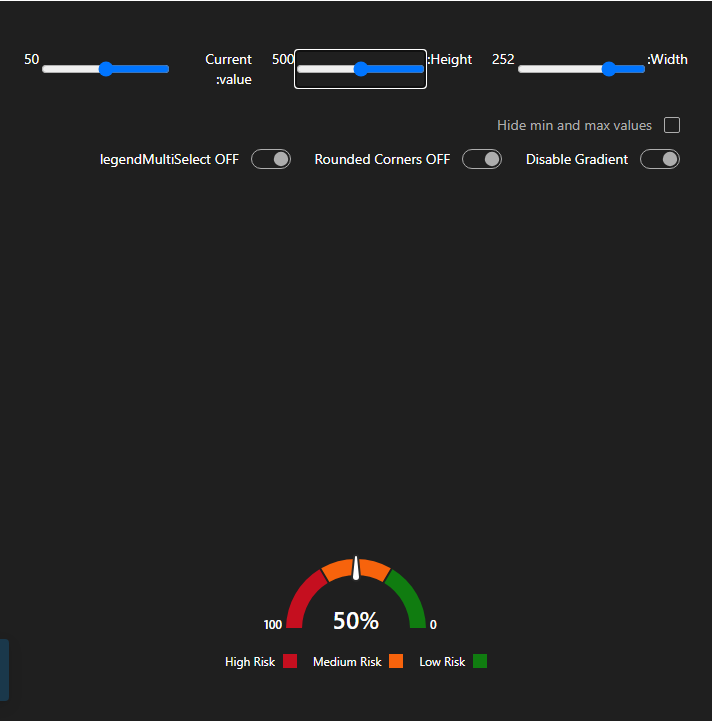 Width:
252
Height:
500
Current
value:
50
Hide min and max values
Disable Gradient
Rounded Corners OFF
legendMultiSelect OFF
100
50%
0
High Risk
Medium Risk
Low Risk